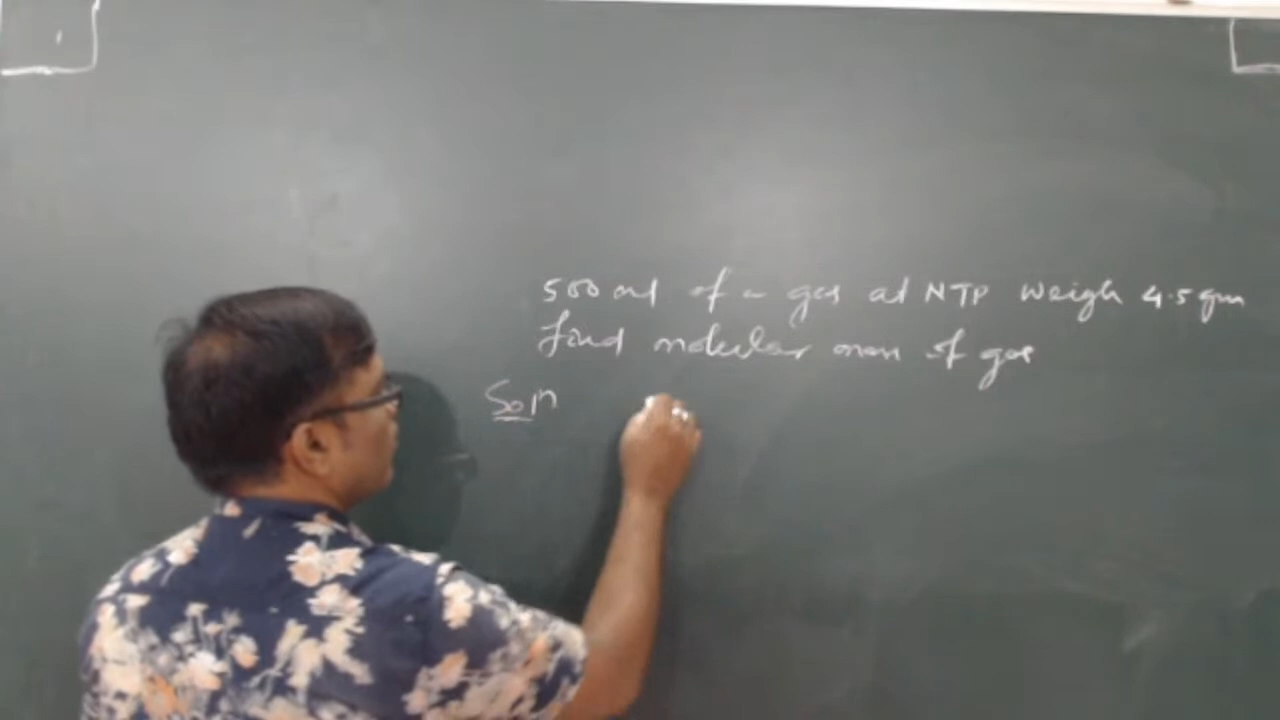 500 ml of a gas at NTP weigh 4.5 gm
find molecular mass of gas
Soln